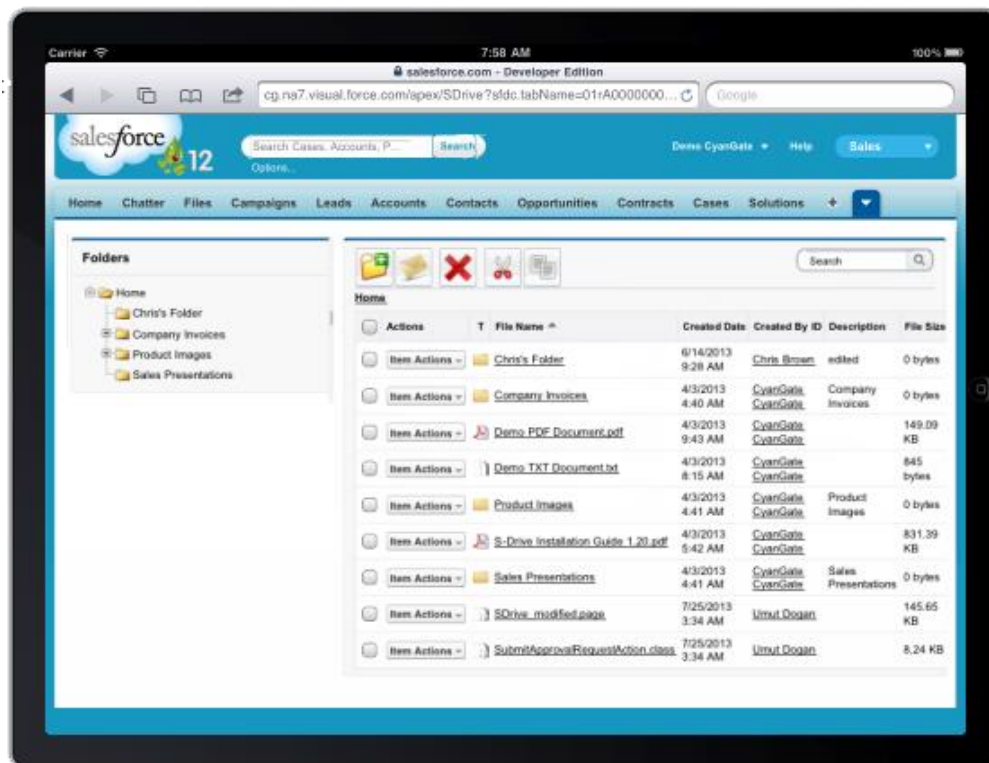 Carrier 7:58 AM 100%
salesforce.com - Developer Edition
cg.na7.visual.force.com/apex/SDrive?sfdc.tabName=01rA0000000... Google
salesforce 12
Search Cases, Accounts, P... Search Demo CyanGate Help Sales
Options...
Home Chatter Files Campaigns Leads Accounts Contacts Opportunities Contracts Cases Solutions +
Folders
Home
Chris's Folder
Company Invoices
Product Images
Sales Presentations
Search
Home
Actions T File Name Created Date Created By ID Description File Size
Item Actions Chris's Folder 6/14/2013 9:28 AM Chris Brown edited 0 bytes
Item Actions Company Invoices 4/3/2013 4:40 AM CyanGate CyanGate Company Invoices 0 bytes
Item Actions Demo PDF Document.pdf 4/3/2013 9:43 AM CyanGate CyanGate 149.09 KB
Item Actions Demo TXT Document.txt 4/3/2013 8:15 AM CyanGate CyanGate 845 bytes
Item Actions Product Images 4/3/2013 4:41 AM CyanGate CyanGate Product Images 0 bytes
Item Actions S-Drive Installation Guide 1.20.pdf 4/3/2013 5:42 AM CyanGate CyanGate 831.39 KB
Item Actions Sales Presentations 4/3/2013 4:41 AM CyanGate CyanGate Sales Presentations 0 bytes
Item Actions SDrive_modified.page 7/25/2013 3:34 AM Umut Dogan 145.65 KB
Item Actions SubmitApprovalRequestAction.class 7/25/2013 3:34 AM Umut Dogan 8.24 KB